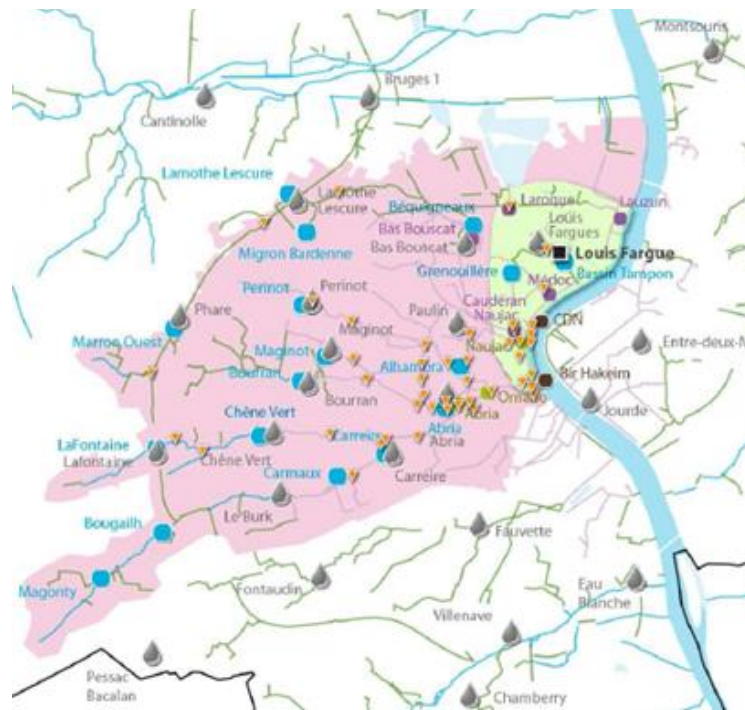 Montsouris
Bruges 1
Cantinolle
Lamothe Lescure
Lamothe
Lescure
Laroque
Lauzun
Béquigneaux
Louis
Fargues
Bas Bouscat
Bas Bouscat
Louis Fargue
Migron Bardenne
Grenouillère
Bassin Tampon
Médoc
Perinot
Perinot
Caudéran
Naujac
Paulin
CDN
Phare
Maginot
Naujac
Marron Ouest
Maginot
Entre-deux-M
Alhambra
Bir Hakeim
Bourran
Bourran
Ornano
Jourde
Abria
Chêne Vert
Abria
Carreire
Abria
LaFontaine
Lafontaine
Chêne Vert
Carreire
Carmaux
Le Burk
Bougailh
Fauvette
Magonty
Fontaudin
Eau
Blanche
Villenave
Pessac
Bacalan
Chamberry